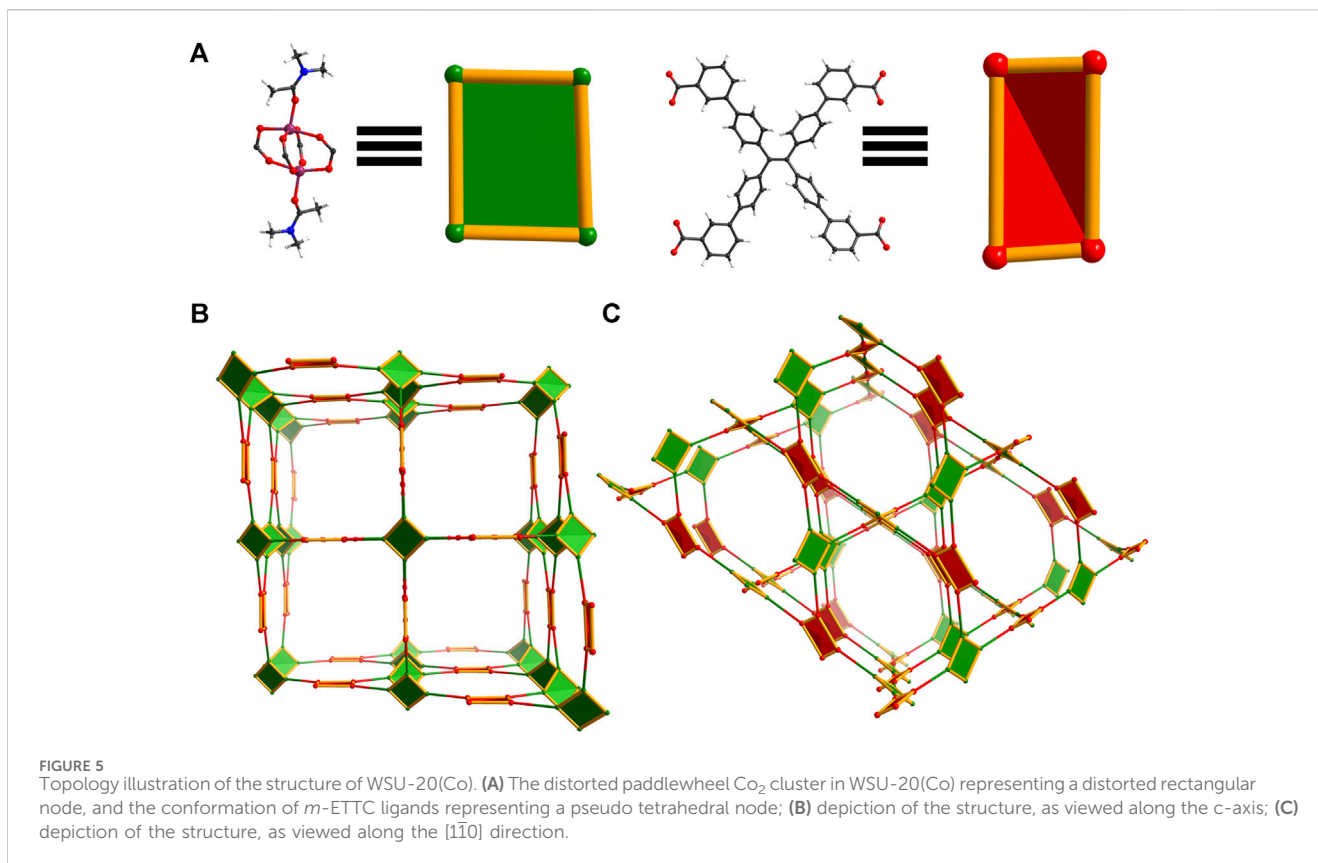 A
B
C
FIGURE 5
Topology illustration of the structure of WSU-20(Co). (A) The distorted paddlewheel Co₂ cluster in WSU-20(Co) representing a distorted rectangular
node, and the conformation of m-ETTC ligands representing a pseudo tetrahedral node; (B) depiction of the structure, as viewed along the c-axis; (C)
depiction of the structure, as viewed along the [11̅0] direction.